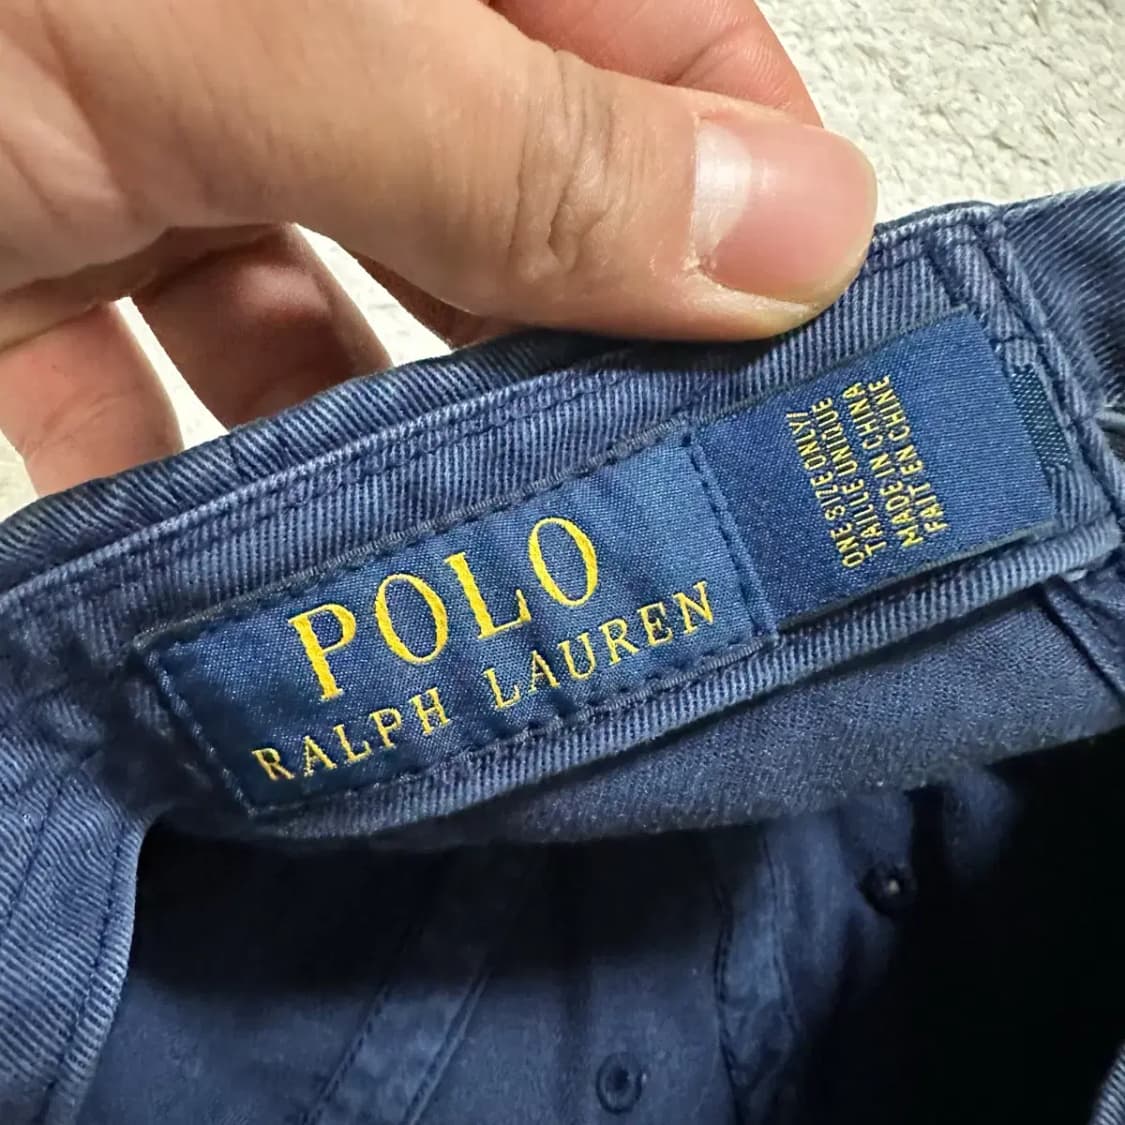 POLO
RALPH LAUREN
ONE SIZE ONLY/
TAILLE UNIQUE
MADE IN CHINA
FAIT EN CHINE